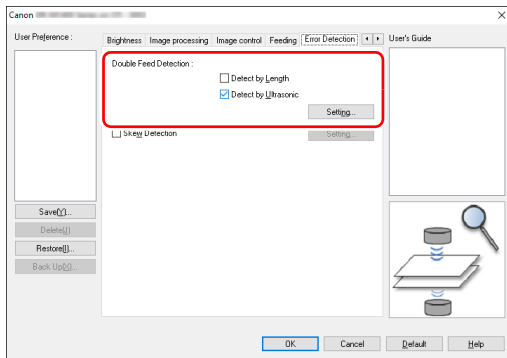 Canon
User Preference :
Brightness Image processing Image control Feeding Error Detection
User's Guide
Double Feed Detection :
Detect by Length
Detect by Ultrasonic
Setting...
Skew Detection
Setting...
Save(Y)...
Delete(J)
Restore(I)...
Back Up(X)...
OK Cancel Default Help